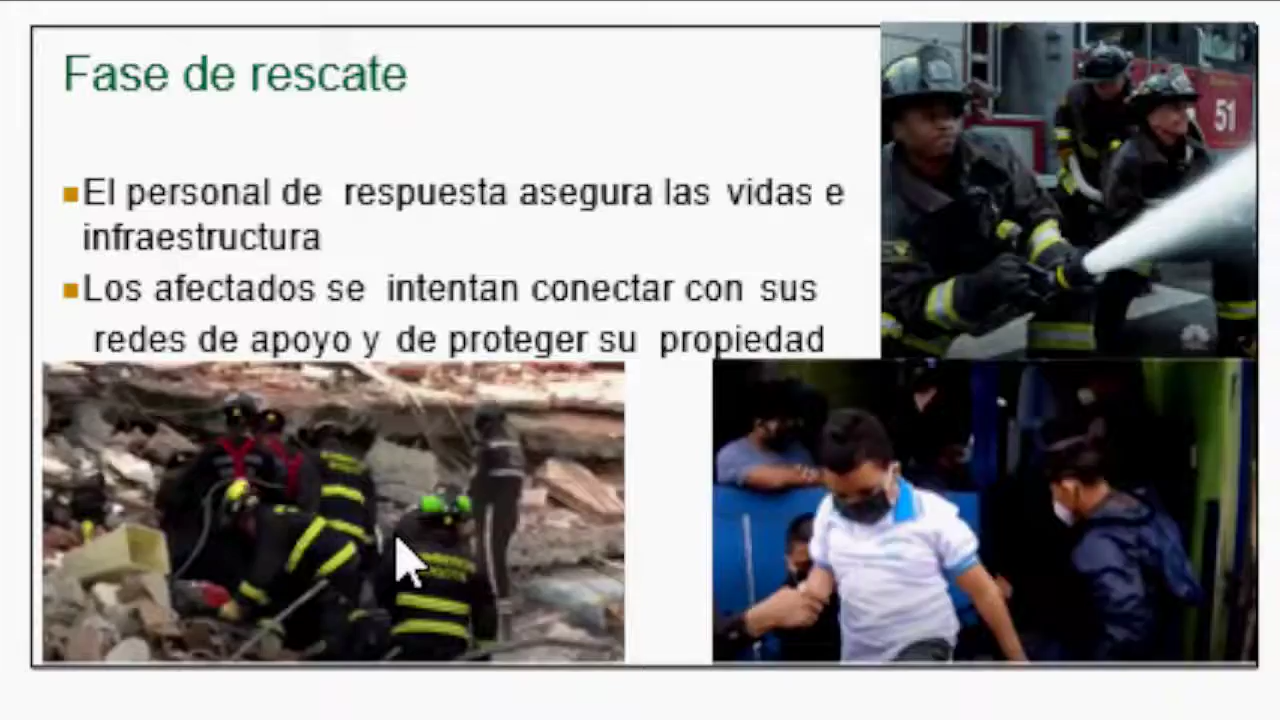 Fase de rescate
El personal de respuesta asegura las vidas e
infraestructura
Los afectados se intentan conectar con sus
redes de apoyo y de proteger su propiedad
51